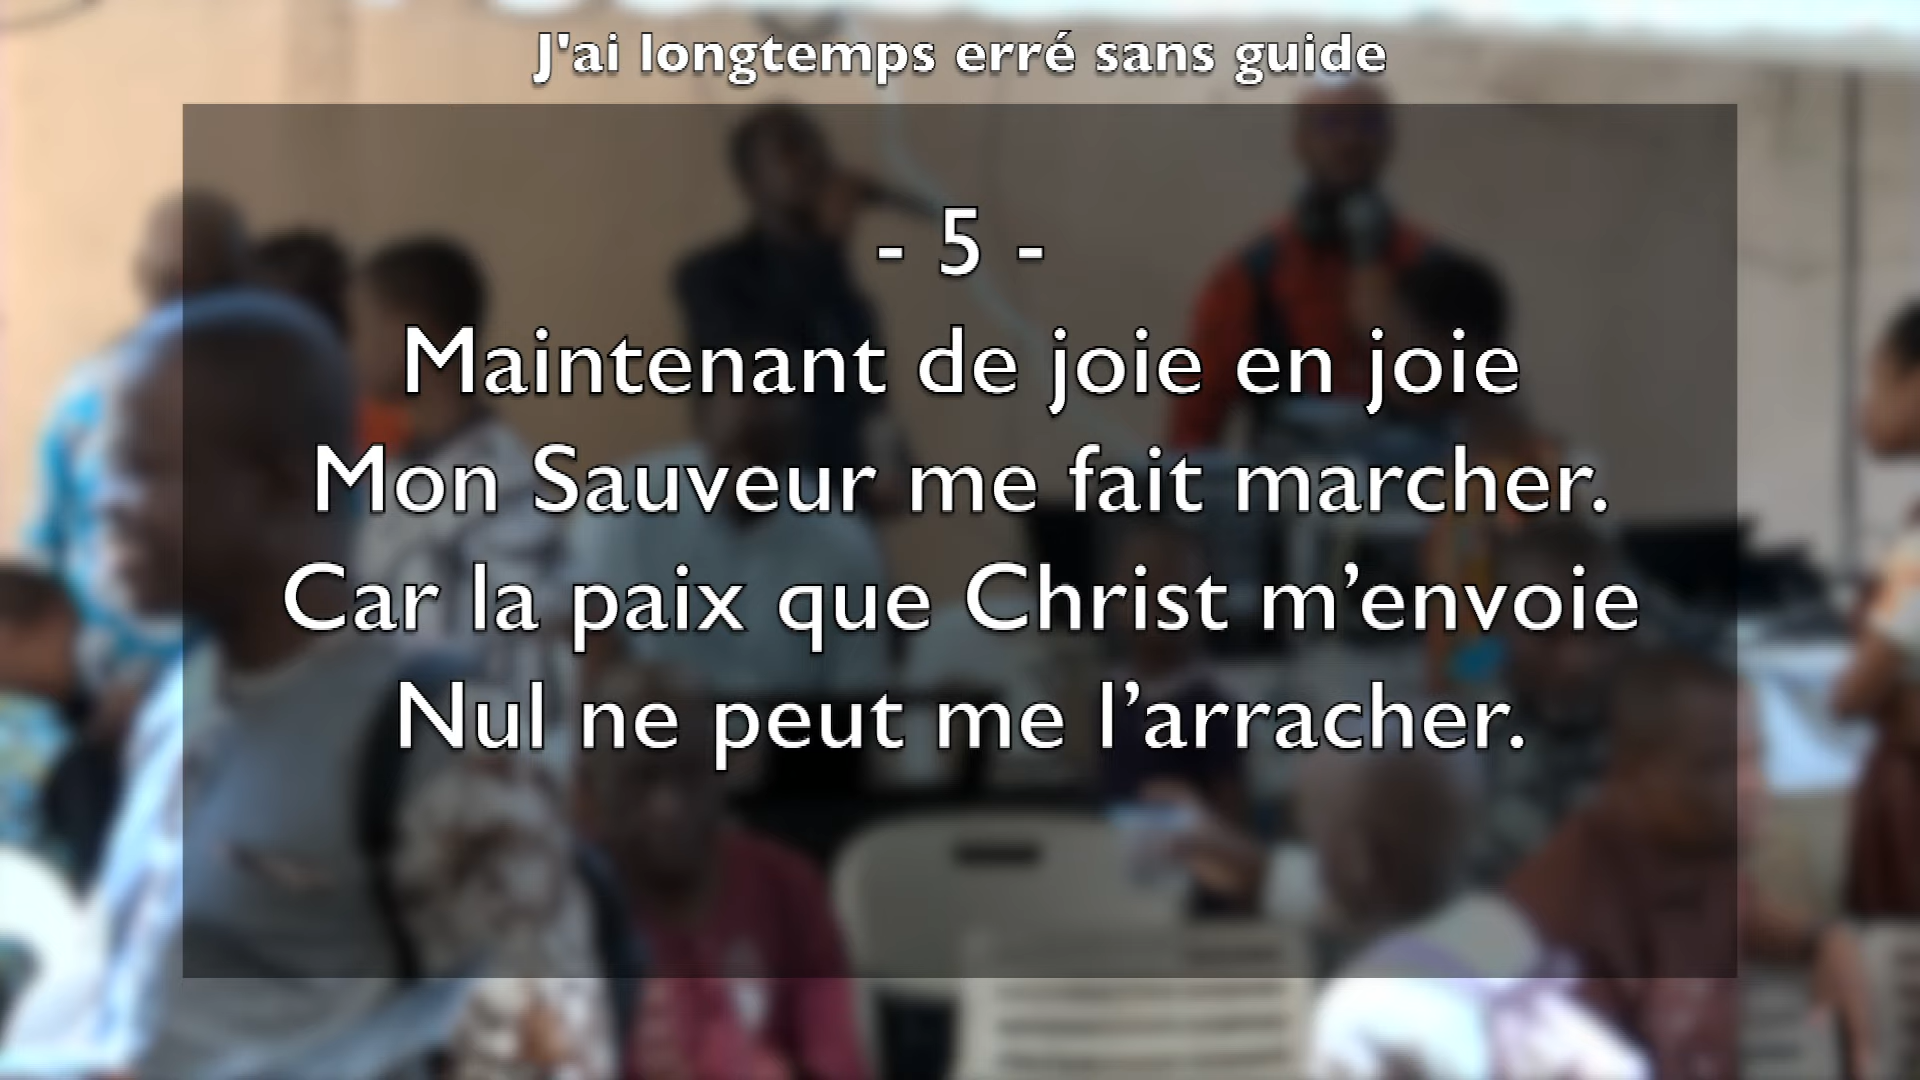 J'ai longtemps erré sans guide
- 5 -
Maintenant de joie en joie
Mon Sauveur me fait marcher.
Car la paix que Christ m’envoie
Nul ne peut me l’arracher.